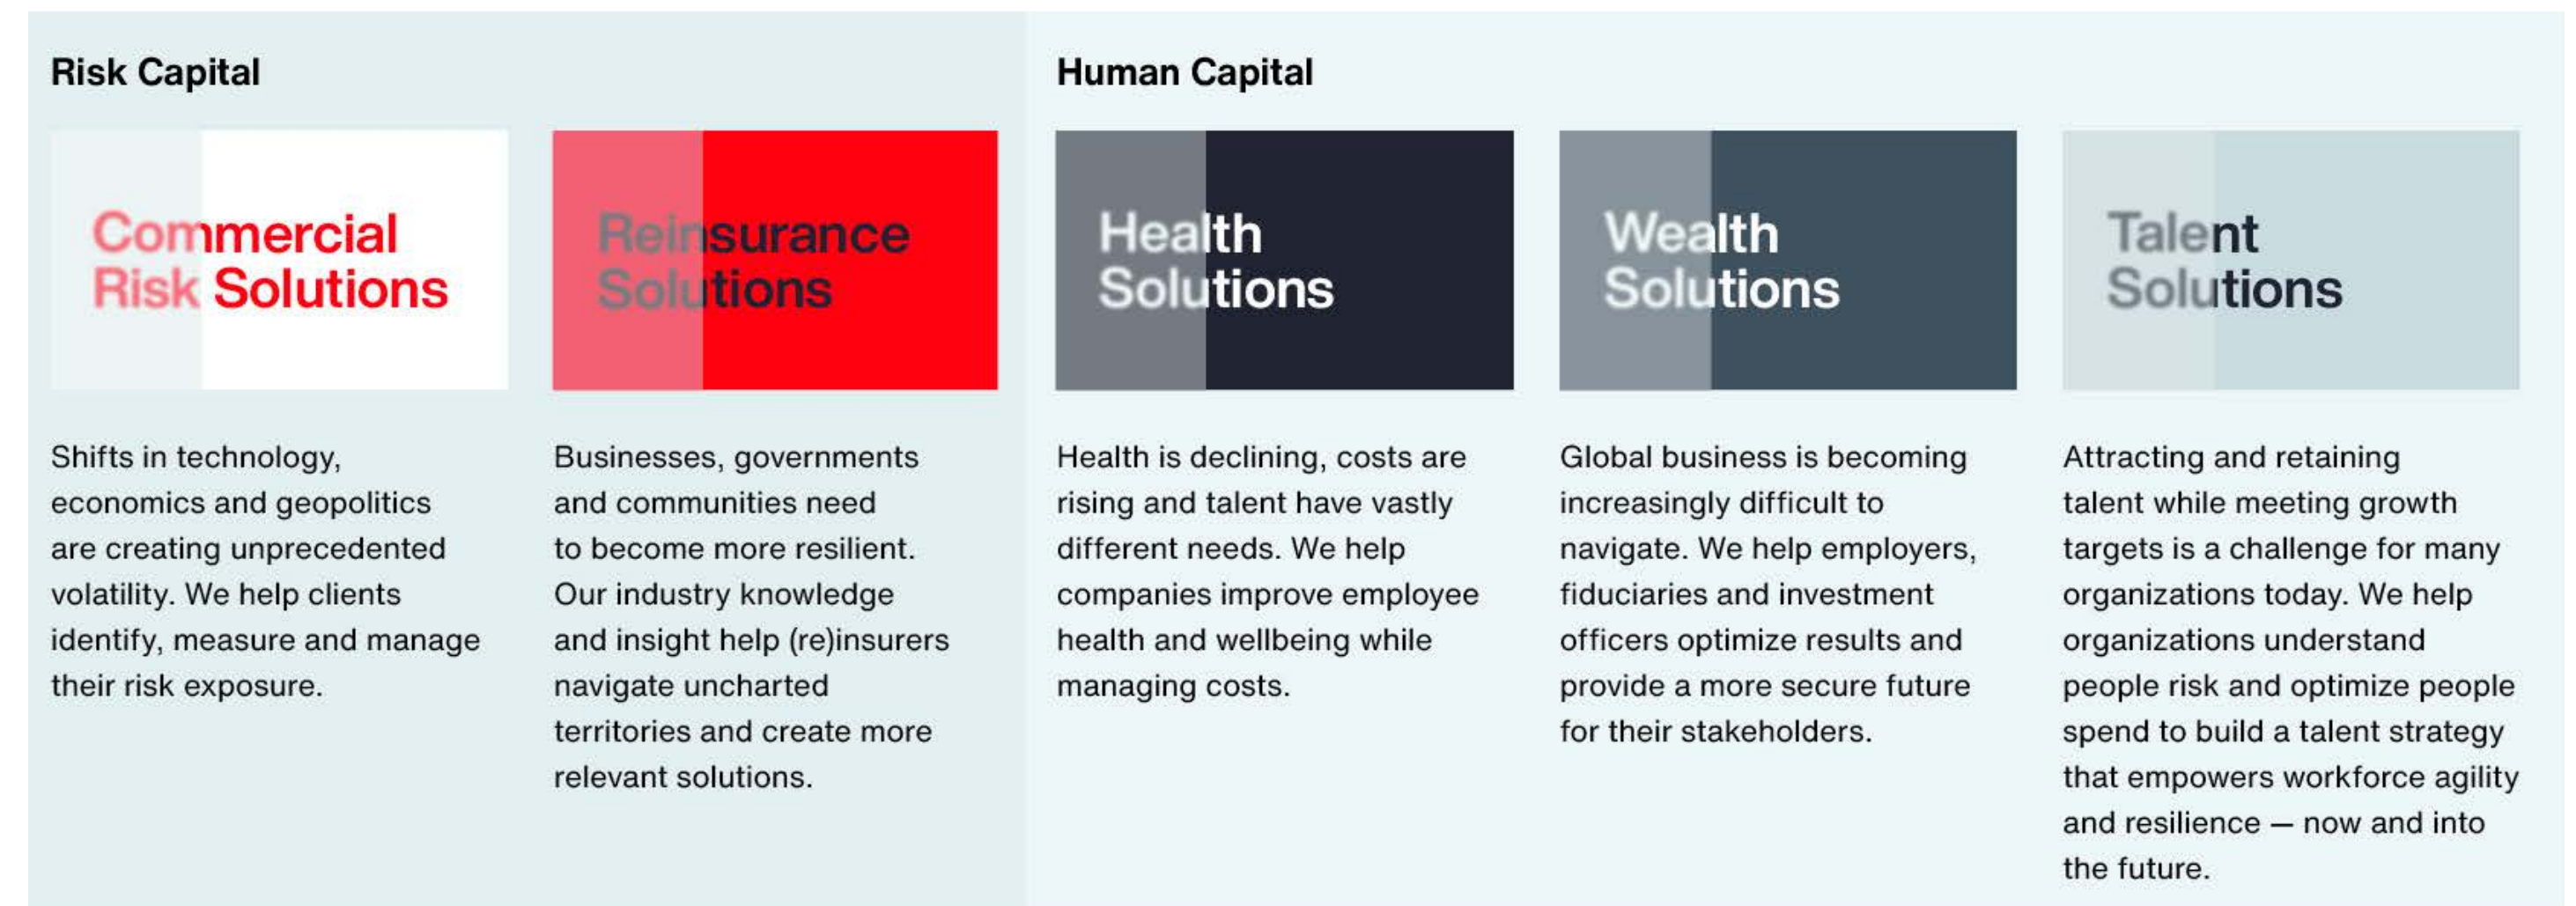 Risk Capital
Commercial
Risk Solutions
Shifts in technology,
economics and geopolitics
are creating unprecedented
volatility. We help clients
identify, measure and manage
their risk exposure.
Reinsurance
Solutions
Businesses, governments
and communities need
to become more resilient.
Our industry knowledge
and insight help (re)insurers
navigate uncharted
territories and create more
relevant solutions.
Human Capital
Health
Solutions
Health is declining, costs are
rising and talent have vastly
different needs. We help
companies improve employee
health and wellbeing while
managing costs.
Wealth
Solutions
Global business is becoming
increasingly difficult to
navigate. We help employers,
fiduciaries and investment
officers optimize results and
provide a more secure future
for their stakeholders.
Talent
Solutions
Attracting and retaining
talent while meeting growth
targets is a challenge for many
organizations today. We help
organizations understand
people risk and optimize people
spend to build a talent strategy
that empowers workforce agility
and resilience — now and into
the future.